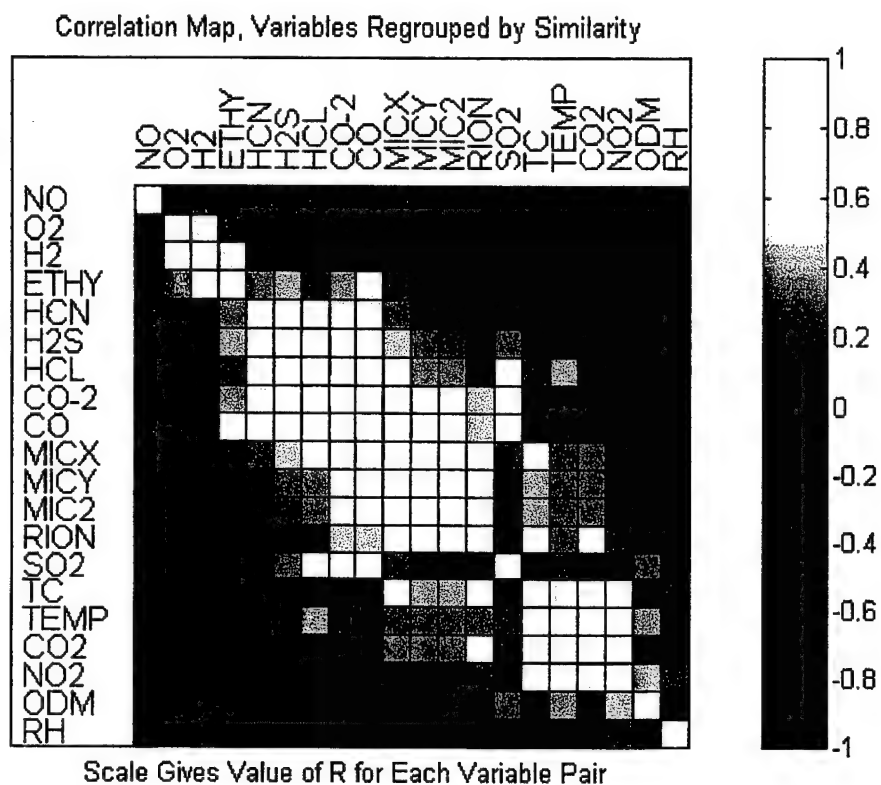 Correlation Map, Variables Regrouped by Similarity
NO O2 H2 ETHY HCN H2S HCL CO-2 CO MICX MICY MIC2 RION SO2 TC TEMP CO2 NO2 ODM RH
NO
O2
H2
ETHY
HCN
H2S
HCL
CO-2
CO
MICX
MICY
MIC2
RION
SO2
TC
TEMP
CO2
NO2
ODM
RH
1
0.8
0.6
0.4
0.2
0
-0.2
-0.4
-0.6
-0.8
-1
Scale Gives Value of R for Each Variable Pair